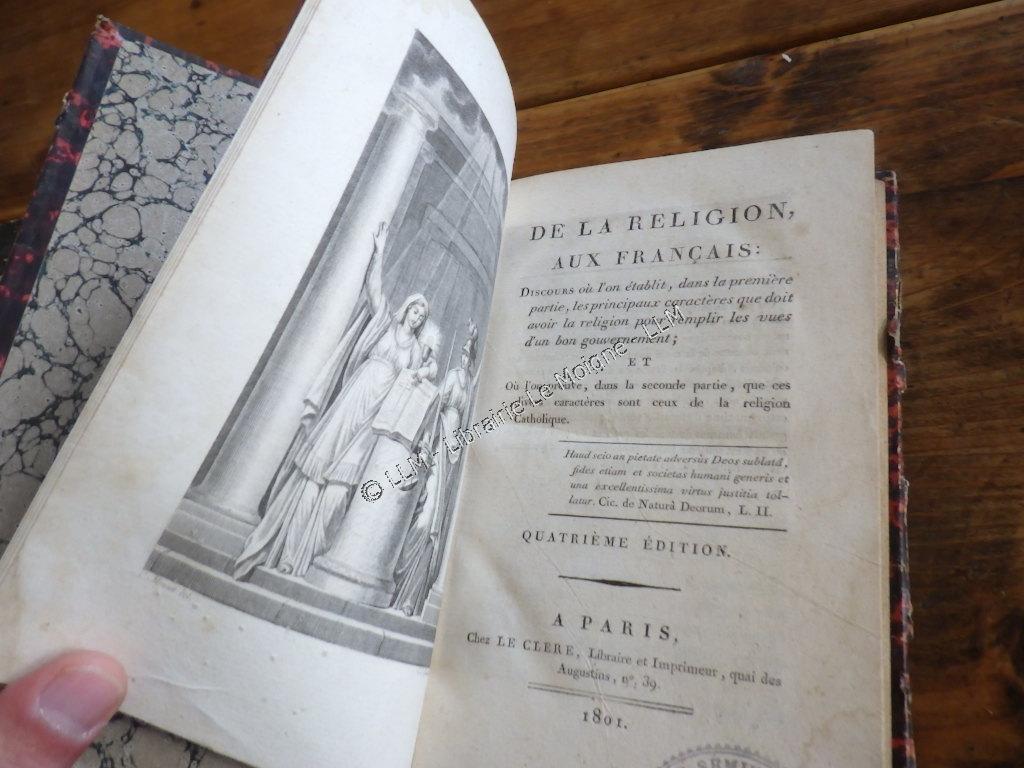 DE LA RELIGION,
AUX FRANÇAIS:
DISCOURS où l'on établit, dans la première
partie, les principaux caractères que doit
avoir la religion pour remplir les vues
d'un bon gouvernement;
ET
Où l'on prouve, dans la seconde partie, que ces
divers caractères sont ceux de la religion
Catholique.
Haud scio an pietate adversùs Deos sublatâ,
fides etiam et societas humani generis et
una excellentissima virtus justitia tol-
latur. Cic. de Naturâ Deorum, L. II.
QUATRIÈME ÉDITION.
A PARIS,
Chez LE CLERE, Libraire et Imprimeur, quai des
Augustins, nº. 39.
1801.
© LLM - Librairie Le Moigne LLM